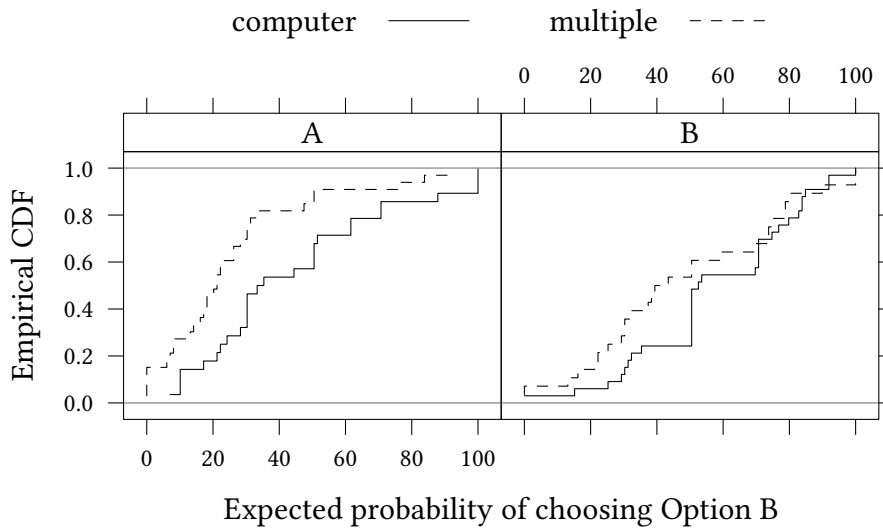 computer multiple
0 20 40 60 80 100
A B
1.0
0.8
0.6
0.4
0.2
0.0
Empirical CDF
0 20 40 60 80 100
Expected probability of choosing Option B